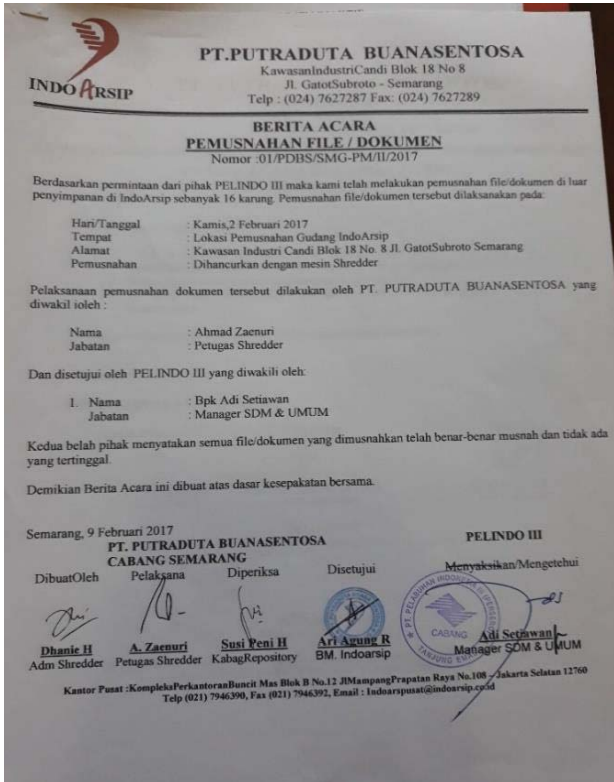 INDO ARSIP
PT.PUTRADUTA BUANASENTOSA
KawasanIndustriCandi Blok 18 No 8
Jl. GatotSubroto - Semarang
Telp : (024) 7627287 Fax: (024) 7627289
BERITA ACARA
PEMUSNAHAN FILE / DOKUMEN
Nomor :01/PDBS/SMG-PM/II/2017
Berdasarkan permintaan dari pihak PELINDO III maka kami telah melakukan pemusnahan file/dokumen di luar
penyimpanan di IndoArsip sebanyak 16 karung. Pemusnahan file/dokumen tersebut dilaksanakan pada:
Hari/Tanggal : Kamis,2 Februari 2017
Tempat : Lokasi Pemusnahan Gudang IndoArsip
Alamat : Kawasan Industri Candi Blok 18 No. 8 Jl. GatotSubroto Semarang
Pemusnahan : Dihancurkan dengan mesin Shredder
Pelaksanaan pemusnahan dokumen tersebut dilakukan oleh PT. PUTRADUTA BUANASENTOSA yang
diwakil ioleh :
Nama : Ahmad Zaenuri
Jabatan : Petugas Shredder
Dan disetujui oleh PELINDO III yang diwakili oleh:
1. Nama : Bpk Adi Setiawan
Jabatan : Manager SDM & UMUM
Kedua belah pihak menyatakan semua file/dokumen yang dimusnahkan telah benar-benar musnah dan tidak ada
yang tertinggal.
Demikian Berita Acara ini dibuat atas dasar kesepakatan bersama.
Semarang, 9 Februari 2017
PT. PUTRADUTA BUANASENTOSA PELINDO III
CABANG SEMARANG
DibuatOleh Pelaksana Diperiksa Disetujui Menyaksikan/Mengetehui
PT. PELABUHAN INDONESIA III
CABANG
TANJUNG
Dhanie H A. Zaenuri Susi Peni H Ari Agung R Adi Setiawan
Adm Shredder Petugas Shredder KabagRepository BM. Indoarsip Manager SDM & UMUM
Kantor Pusat :KompleksPerkantoranBuncit Mas Blok B No.12 JlMampangPrapatan Raya No.108 – Jakarta Selatan 12760
Telp (021) 7946390, Fax (021) 7946392, Email : Indoarspusat@indoarsip.co.id